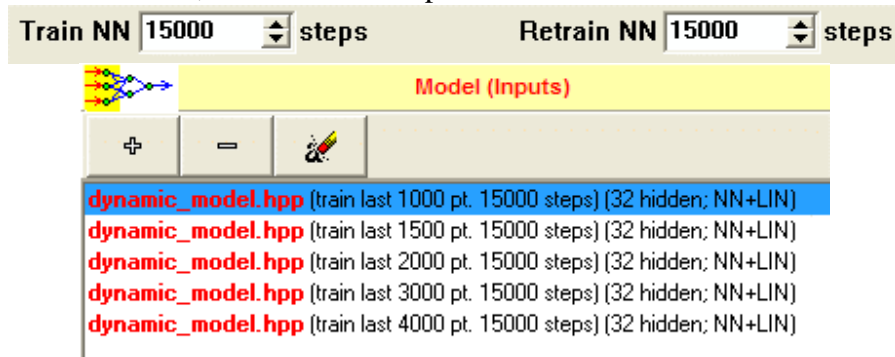 Train NN 15000 steps Retrain NN 15000 steps
Model (Inputs)
dynamic_model.hpp (train last 1000 pt. 15000 steps) (32 hidden; NN+LIN)
dynamic_model.hpp (train last 1500 pt. 15000 steps) (32 hidden; NN+LIN)
dynamic_model.hpp (train last 2000 pt. 15000 steps) (32 hidden; NN+LIN)
dynamic_model.hpp (train last 3000 pt. 15000 steps) (32 hidden; NN+LIN)
dynamic_model.hpp (train last 4000 pt. 15000 steps) (32 hidden; NN+LIN)